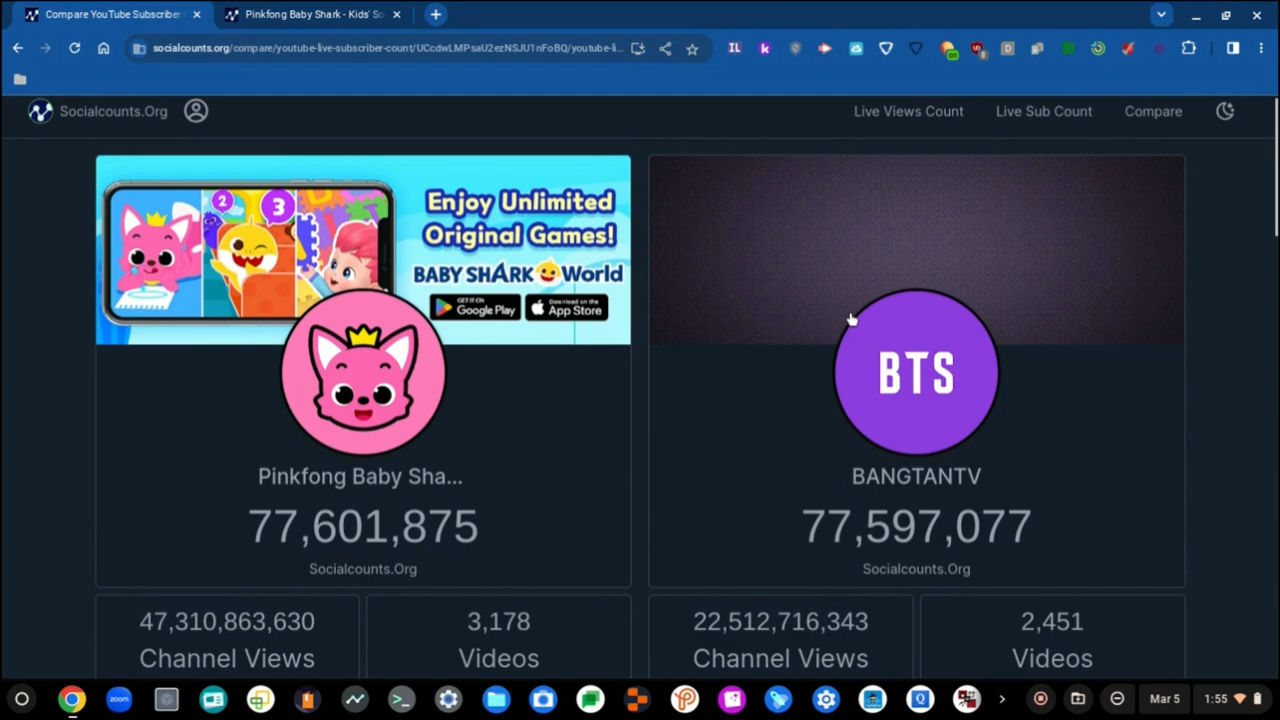 Compare YouTube Subscriber
Pinkfong Baby Shark - Kids' So
socialcounts.org/compare/youtube-live-subscriber-count/UCcdwLMPsaU2ezNSJU1nFoBQ/youtube-li...
Socialcounts.Org
Live Views Count
Live Sub Count
Compare
2
3
Enjoy Unlimited
Original Games!
BABY SHARK World
GET IT ON
Google Play
Download on the
App Store
BTS
Pinkfong Baby Sha...
77,601,875
Socialcounts.Org
BANGTANTV
77,597,077
Socialcounts.Org
47,310,863,630
Channel Views
3,178
Videos
22,512,716,343
Channel Views
2,451
Videos
zoom
Mar 5
1:55